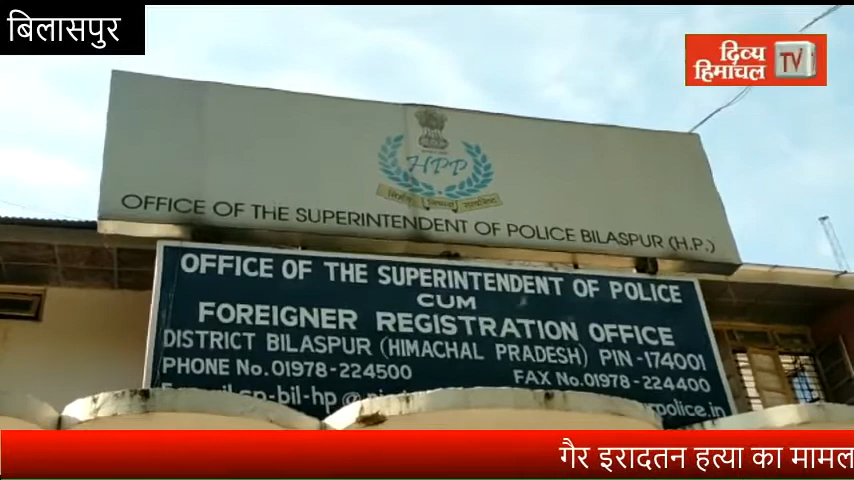 बिलासपुर
दिव्य
हिमाचल TV
HPP
OFFICE OF THE SUPERINTENDENT OF POLICE BILASPUR (H.P.)
OFFICE OF THE SUPERINTENDENT OF POLICE
CUM
FOREIGNER REGISTRATION OFFICE
DISTRICT BILASPUR (HIMACHAL PRADESH) PIN-174001
PHONE No.01978-224500 FAX No.01978-224400
police.in
गैर इरादतन हत्या का मामल